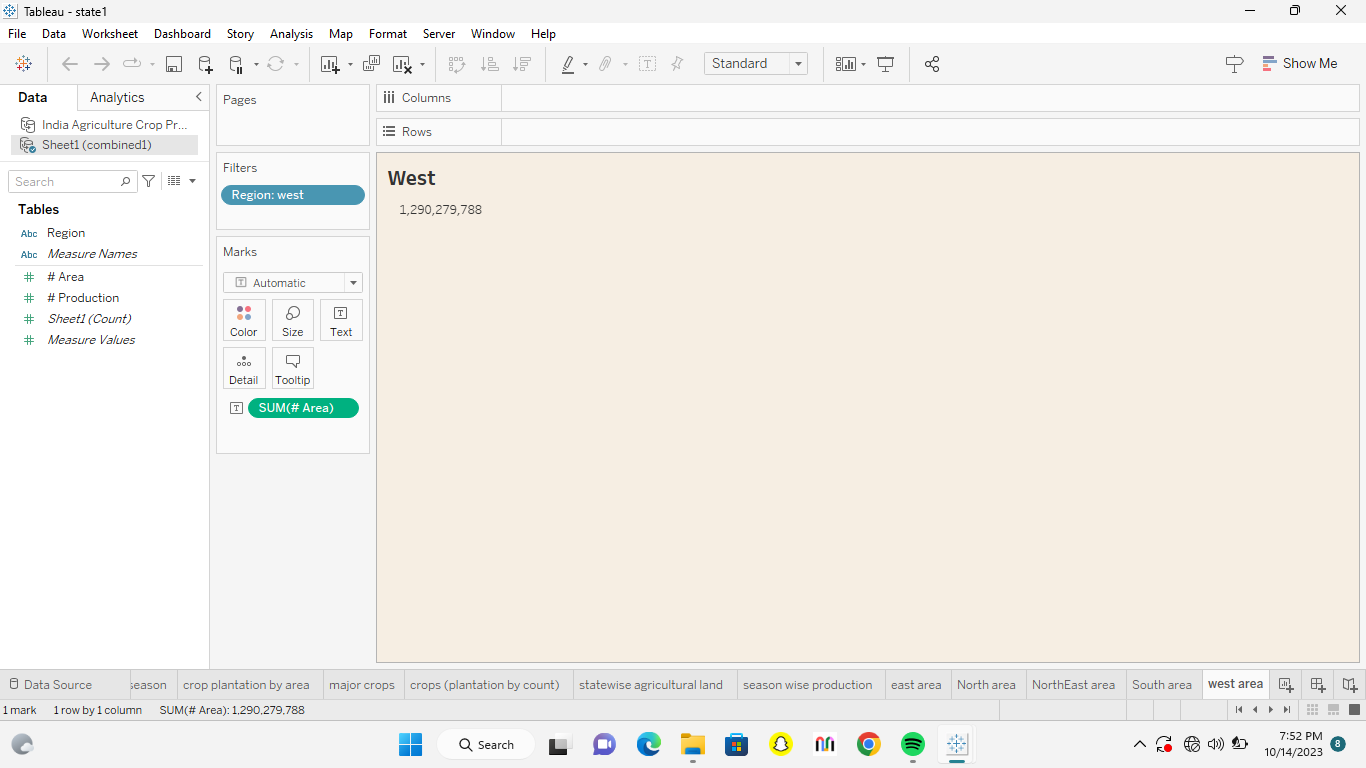 Tableau - state1
File Data Worksheet Dashboard Story Analysis Map Format Server Window Help
Standard
Show Me
Data Analytics
India Agriculture Crop Pr...
Sheet1 (combined1)
Search
Tables
Abc Region
Abc Measure Names
# Area
# Production
Sheet1 (Count)
Measure Values
Pages
Filters
Region: west
Marks
T Automatic
Color Size Text
Detail Tooltip
T SUM(# Area)
Columns
Rows
West
1,290,279,788
Data Source season crop plantation by area major crops crops (plantation by count) statewise agricultural land season wise production east area North area NorthEast area South area west area
1 mark 1 row by 1 column SUM(# Area): 1,290,279,788
Search
7:52 PM
10/14/2023
8